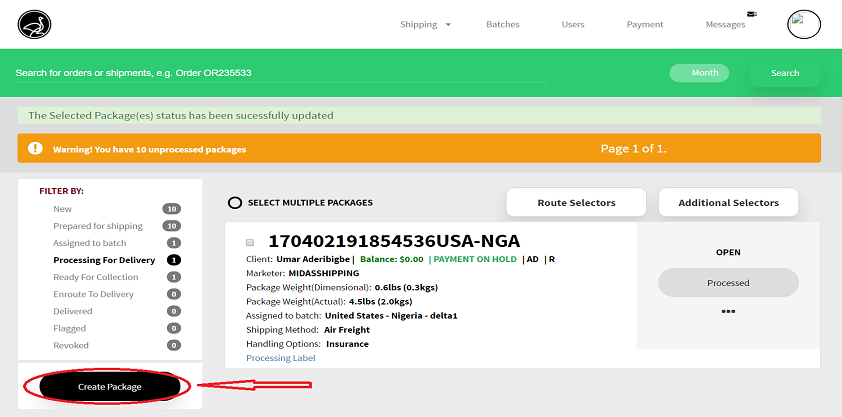 Shipping Batches Users Payment Messages
Search for orders or shipments, e.g. Order OR235533 Month Search
The Selected Package(es) status has been sucessfully updated
Warning! You have 10 unprocessed packages Page 1 of 1.
FILTER BY:
New 10
Prepared for shipping 10
Assigned to batch 1
Processing For Delivery 1
Ready For Collection 1
Enroute To Delivery 0
Delivered 0
Flagged 0
Revoked 0
Create Package
SELECT MULTIPLE PACKAGES Route Selectors Additional Selectors
170402191854536USA-NGA
Client: Umar Aderibigbe | Balance: $0.00 | PAYMENT ON HOLD | AD | R
Marketer: MIDASSHIPPING
Package Weight(Dimensional): 0.6lbs (0.3kgs)
Package Weight(Actual): 4.5lbs (2.0kgs)
Assigned to batch: United States - Nigeria - delta1
Shipping Method: Air Freight
Handling Options: Insurance
Processing Label
OPEN
Processed